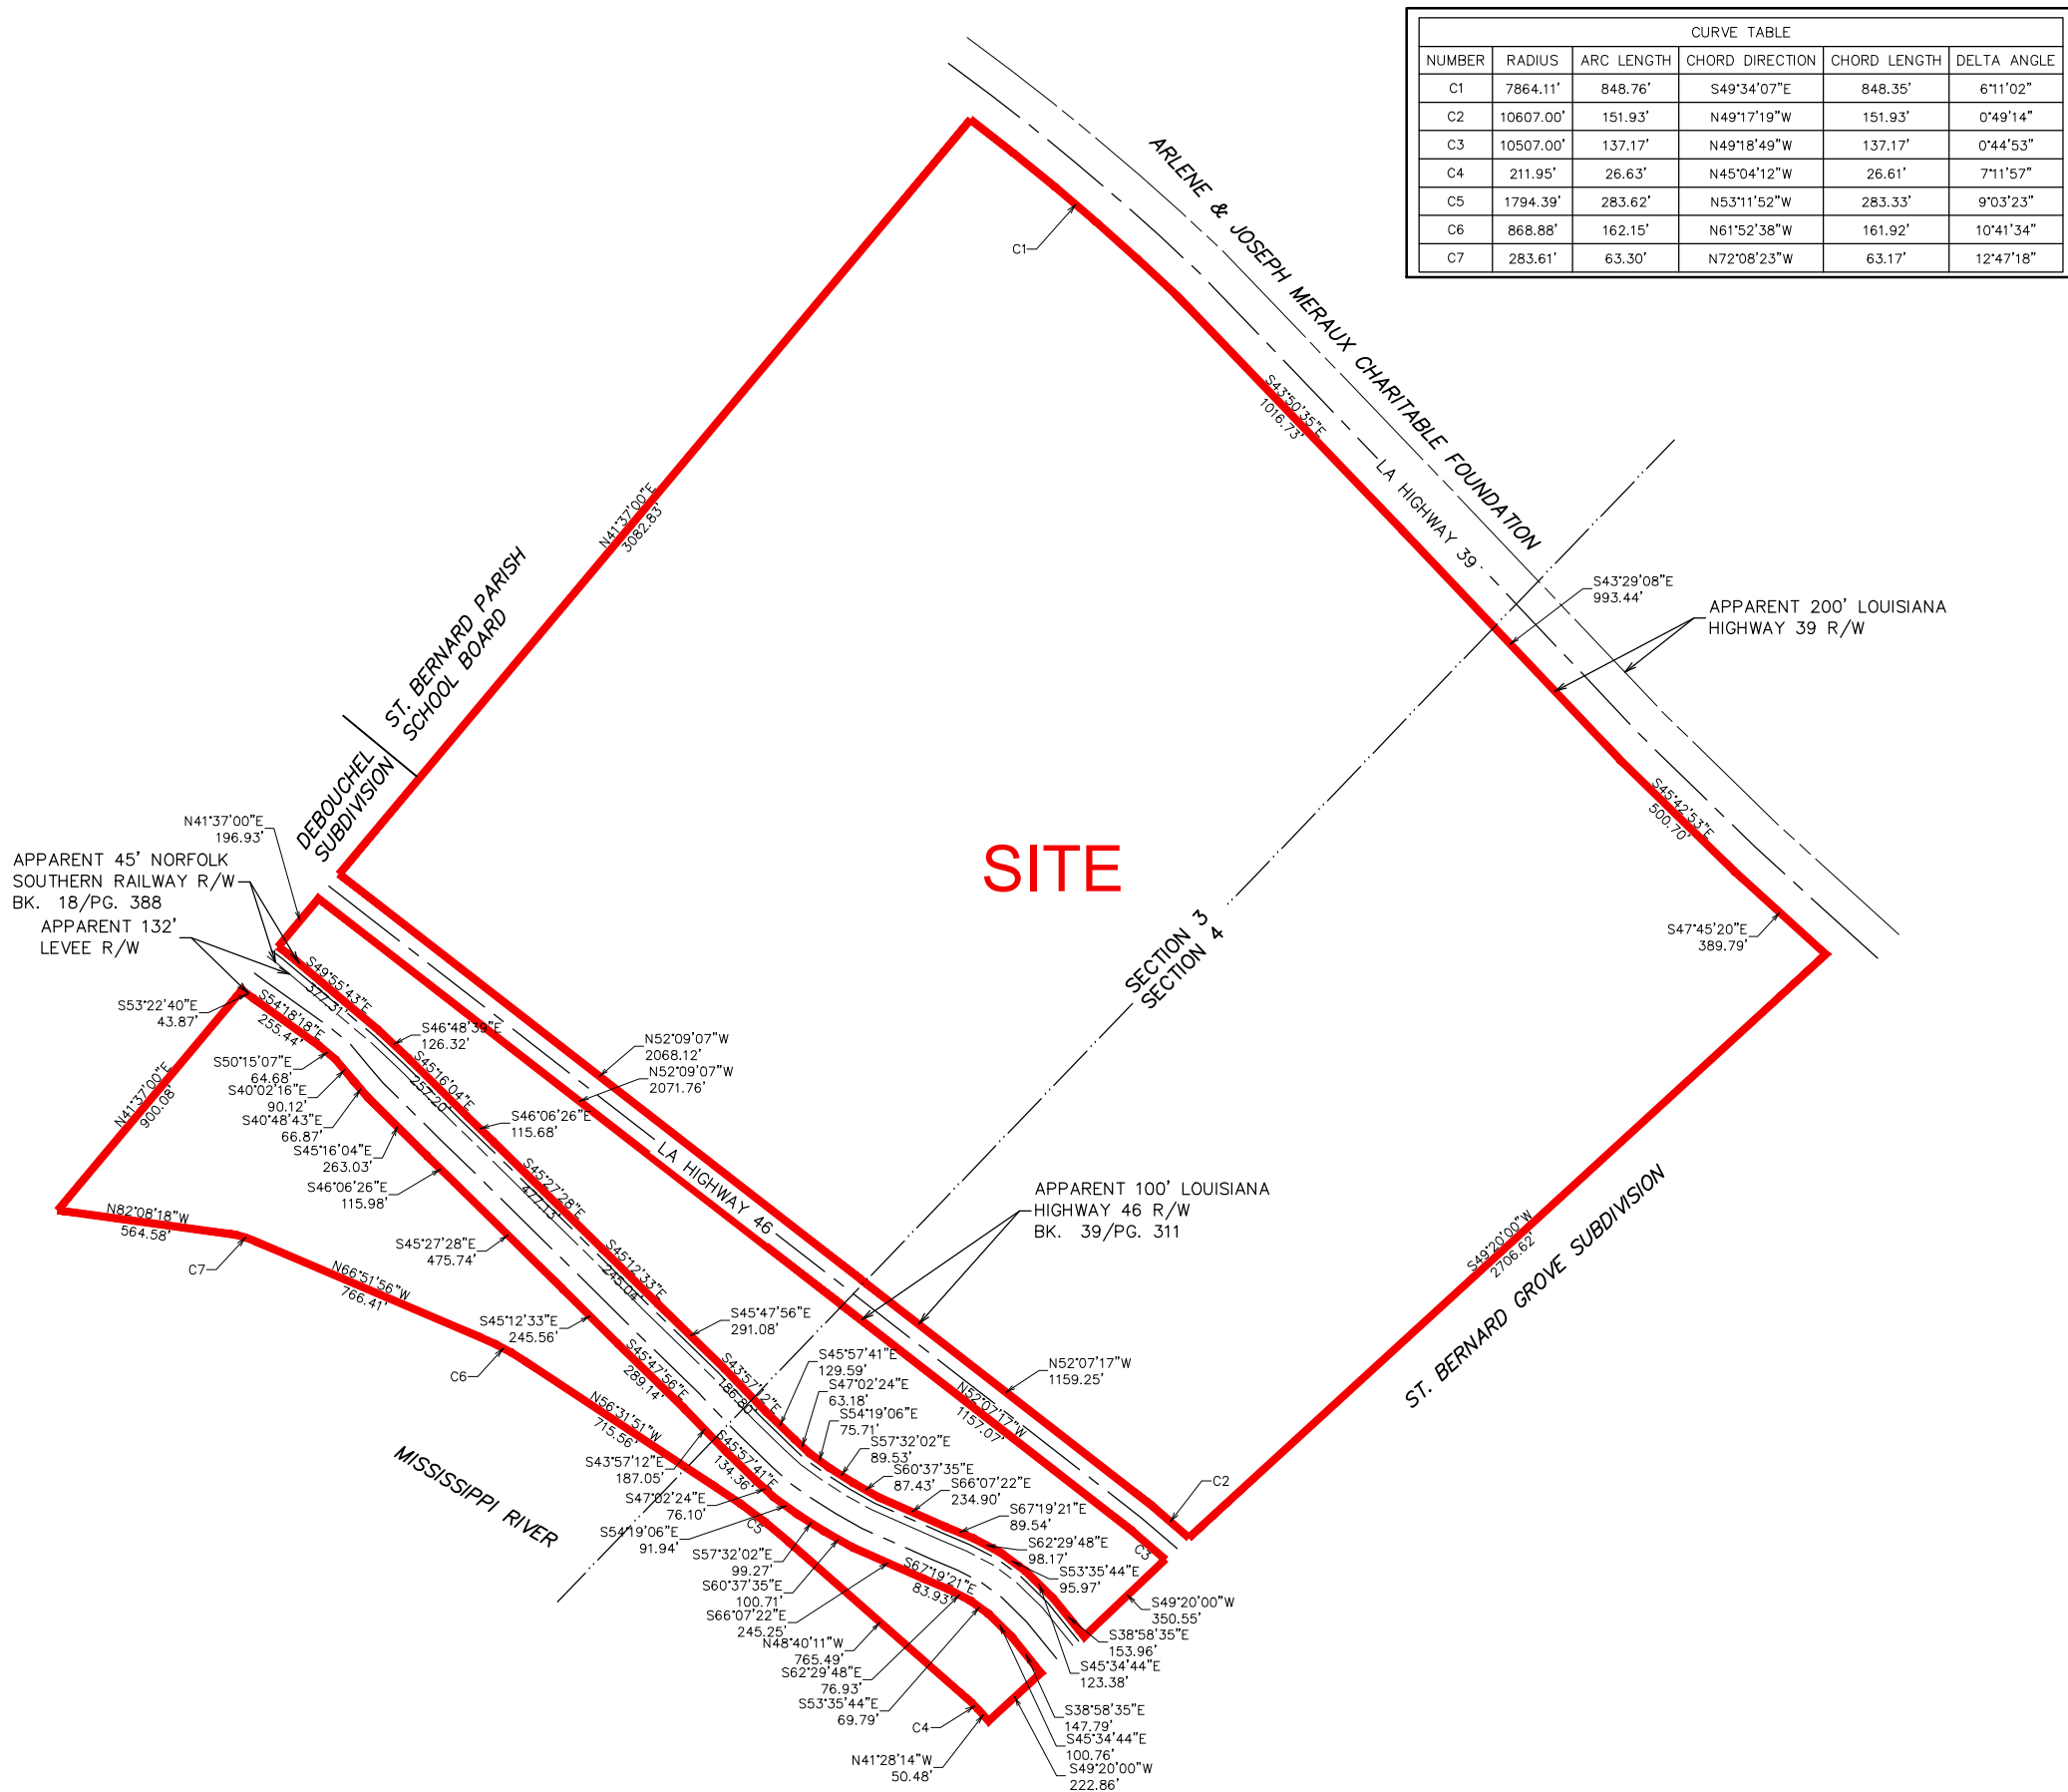 CURVE TABLE
NUMBER RADIUS ARC LENGTH CHORD DIRECTION CHORD LENGTH DELTA ANGLE
C1 7864.11' 848.76' S49°34'07"E 848.35' 6°11'02"
C2 10607.00' 151.93' N49°17'19"W 151.93' 0°49'14"
C3 10507.00' 137.17' N49°18'49"W 137.17' 0°44'53"
C4 211.95' 26.63' N45°04'12"W 26.61' 7°11'57"
C5 1794.39' 283.62' N53°11'52"W 283.33' 9°03'23"
C6 868.88' 162.15' N61°52'38"W 161.92' 10°41'34"
C7 283.61' 63.30' N72°08'23"W 63.17' 12°47'18"
ARLENE & JOSEPH MERAUX CHARITABLE FOUNDATION
C1
S43°50'35"E
1016.73'
LA HIGHWAY 39
N41°37'00"E
3082.83'
S43°29'08"E
993.44'
APPARENT 200' LOUISIANA
HIGHWAY 39 R/W
ST. BERNARD PARISH
SCHOOL BOARD
DEBOUCHEL
SUBDIVISION
S45°42'53"E
500.70'
N41°37'00"E
196.93'
SITE
APPARENT 45' NORFOLK
SOUTHERN RAILWAY R/W
BK. 18/PG. 388
APPARENT 132'
LEVEE R/W
SECTION 3
SECTION 4
S47°45'20"E
389.79'
S49°55'43"E
377.31'
S53°22'40"E
43.87'
S54°18'18"E
255.44'
S46°48'39"E
126.32'
N52°09'07"W
2068.12'
N52°09'07"W
2071.76'
S50°15'07"E
64.68'
S40°02'16"E
90.12'
S40°48'43"E
66.87'
S45°16'04"E
257.20'
N41°37'00"E
900.08'
S46°06'26"E
115.68'
S45°16'04"E
263.03'
S46°06'26"E
115.98'
LA HIGHWAY 46
S45°27'28"E
477.13'
APPARENT 100' LOUISIANA
HIGHWAY 46 R/W
BK. 39/PG. 311
ST. BERNARD GROVE SUBDIVISION
S49°20'00"W
2706.62'
N82°08'18"W
564.58'
S45°27'28"E
475.74'
C7
N66°51'56"W
766.41'
S45°12'33"E
245.04'
S45°12'33"E
245.56'
S45°47'56"E
291.08'
C6
S45°47'56"E
289.14'
S43°57'12"E
186.80'
S45°57'41"E
129.59'
S47°02'24"E
63.18'
S54°19'06"E
75.71'
S57°32'02"E
89.53'
S60°37'35"E
87.43'
S66°07'22"E
234.90'
S67°19'21"E
89.54'
S62°29'48"E
98.17'
S53°35'44"E
95.97'
N52°07'17"W
1159.25'
N52°07'17"W
1157.07'
C2
C3
N56°31'51"W
715.56'
MISSISSIPPI RIVER
S43°57'12"E
187.05'
S45°57'41"E
134.36'
S47°02'24"E
76.10'
S54°19'06"E
91.94'
C5
S57°32'02"E
99.27'
S60°37'35"E
100.71'
S66°07'22"E
245.25'
S67°19'21"E
83.93'
N48°40'11"W
765.49'
S62°29'48"E
76.93'
S53°35'44"E
69.79'
C4
N41°28'14"W
50.48'
S49°20'00"W
350.55'
S38°58'35"E
153.96'
S45°34'44"E
123.38'
S38°58'35"E
147.79'
S45°34'44"E
100.76'
S49°20'00"W
222.86'